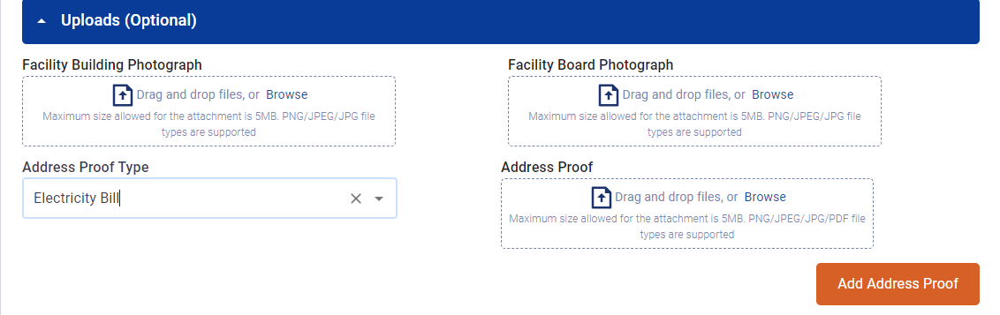 Uploads (Optional)
Facility Building Photograph
Drag and drop files, or Browse
Maximum size allowed for the attachment is 5MB. PNG/JPEG/JPG file
types are supported
Facility Board Photograph
Drag and drop files, or Browse
Maximum size allowed for the attachment is 5MB. PNG/JPEG/JPG file
types are supported
Address Proof Type
Electricity Bill
Address Proof
Drag and drop files, or Browse
Maximum size allowed for the attachment is 5MB. PNG/JPEG/JPG/PDF file
types are supported
Add Address Proof